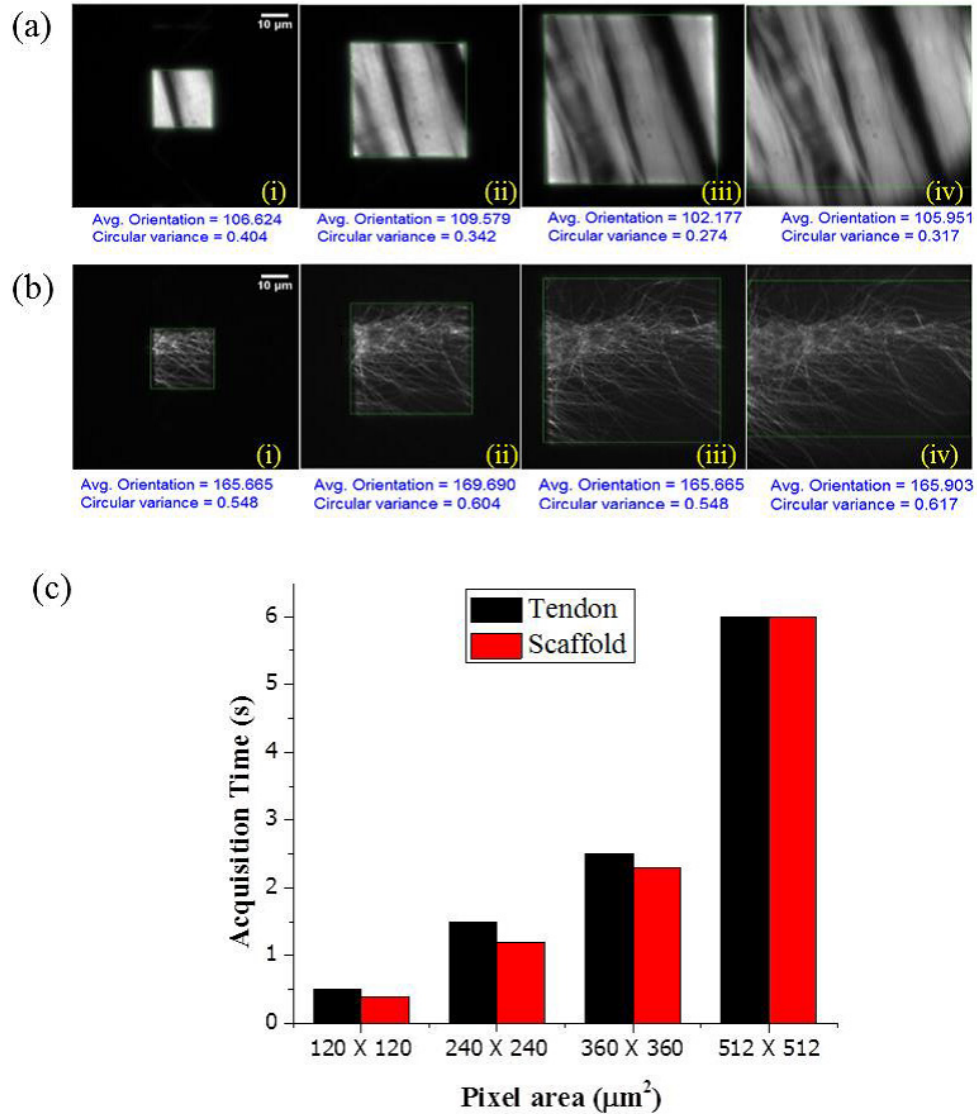 (a)
10 µm
(i)
(ii)
(iii)
(iv)
Avg. Orientation = 106.624
Circular variance = 0.404
Avg. Orientation = 109.579
Circular variance = 0.342
Avg. Orientation = 102.177
Circular variance = 0.274
Avg. Orientation = 105.951
Circular variance = 0.317
(b)
10 µm
(i)
(ii)
(iii)
(iv)
Avg. Orientation = 165.665
Circular variance = 0.548
Avg. Orientation = 169.690
Circular variance = 0.604
Avg. Orientation = 165.665
Circular variance = 0.548
Avg. Orientation = 165.903
Circular variance = 0.617
(c)
Tendon
Scaffold
Acquisition Time (s)
6
5
4
3
2
1
0
120 X 120
240 X 240
360 X 360
512 X 512
Pixel area (µm²)